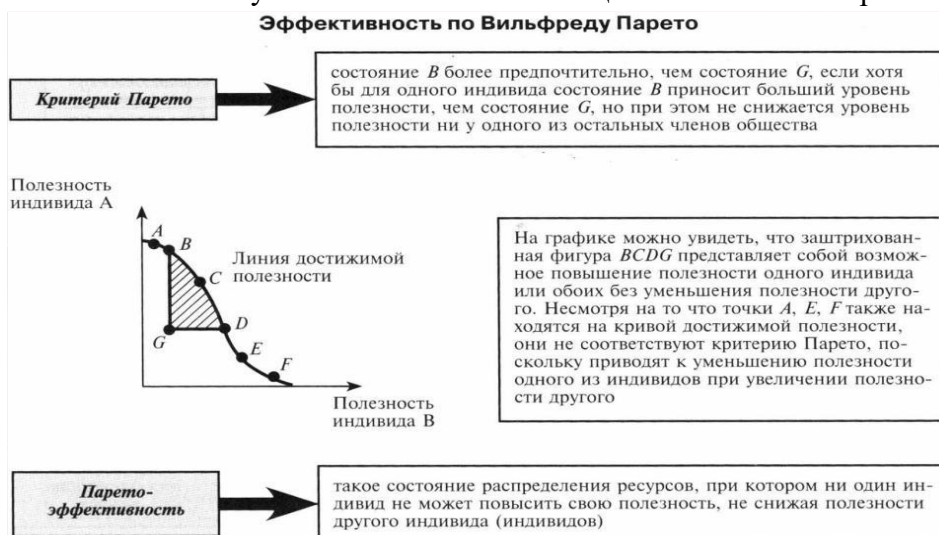 Эффективность по Вильфреду Парето
Критерий Парето
состояние B более предпочтительно, чем состояние G, если хотя
бы для одного индивида состояние B приносит больший уровень
полезности, чем состояние G, но при этом не снижается уровень
полезности ни у одного из остальных членов общества
Полезность
индивида А
A
B
Линия достижимой
полезности
C
G
D
E
F
Полезность
индивида В
На графике можно увидеть, что заштрихован-
ная фигура BCDG представляет собой возмож-
ное повышение полезности одного индивида
или обоих без уменьшения полезности друго-
го. Несмотря на то что точки A, E, F также на-
ходятся на кривой достижимой полезности,
они не соответствуют критерию Парето, по-
скольку приводят к уменьшению полезности
одного из индивидов при увеличении полезно-
сти другого
Парето-
эффективность
такое состояние распределения ресурсов, при котором ни один ин-
дивид не может повысить свою полезность, не снижая полезности
другого индивида (индивидов)